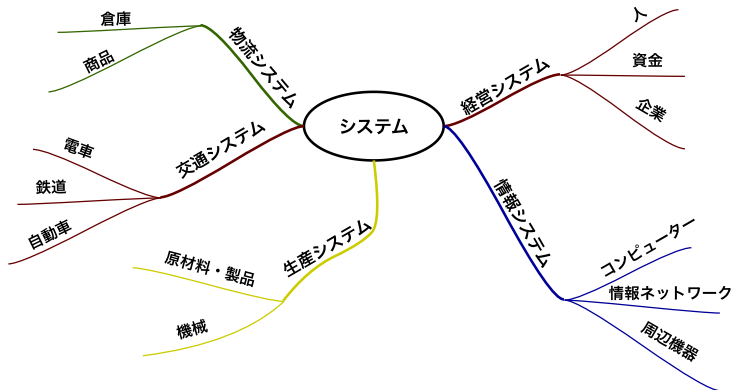 システム
物流システム
倉庫
商品
交通システム
電車
鉄道
自動車
生産システム
原材料・製品
機械
経営システム
人
資金
企業
情報システム
コンピューター
情報ネットワーク
周辺機器